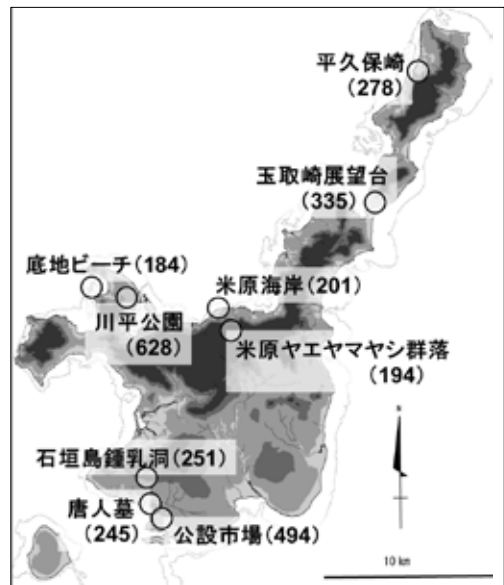 平久保崎
(278)
玉取崎展望台
(335)
底地ビーチ(184)
米原海岸(201)
川平公園
(628)
米原ヤエヤマヤシ群落
(194)
石垣島鍾乳洞(251)
唐人墓
(245)
公設市場(494)
N
10 km